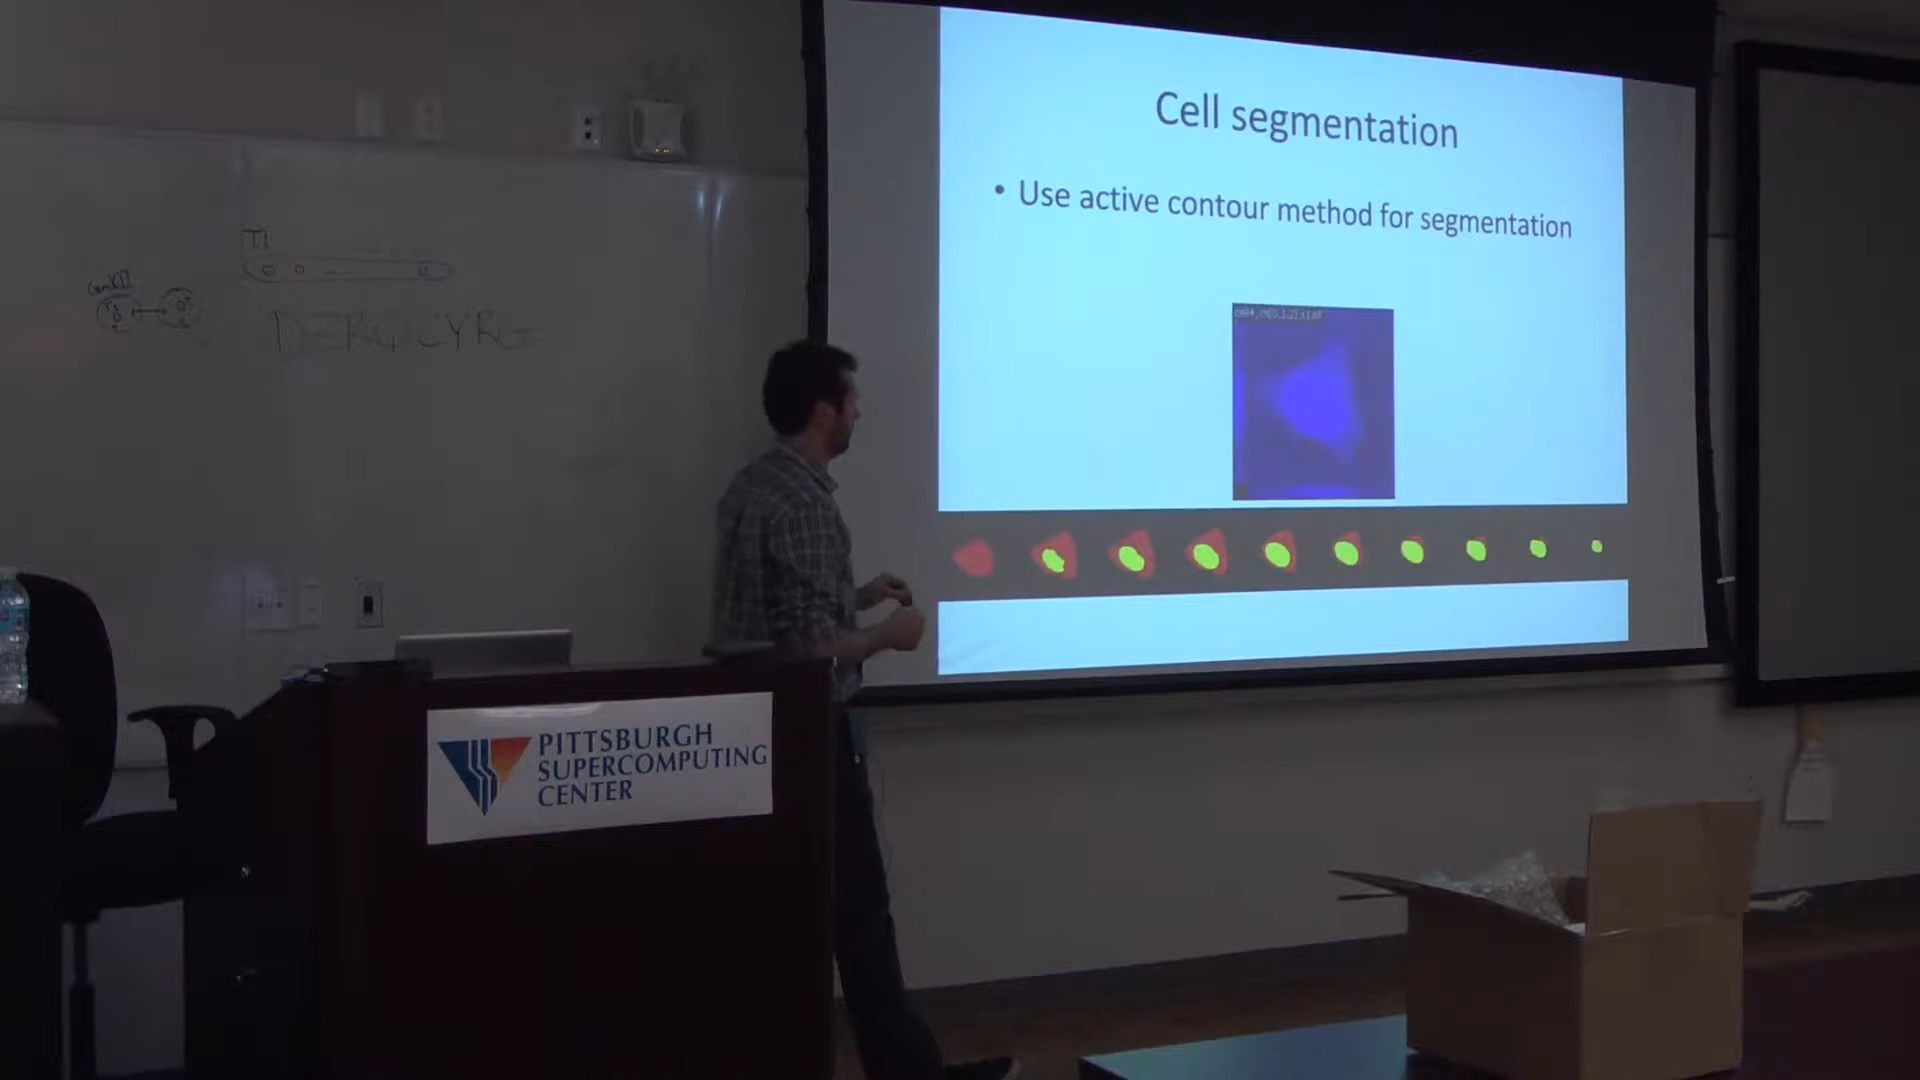 Cell segmentation
• Use active contour method for segmentation
PITTSBURGH
SUPERCOMPUTING
CENTER